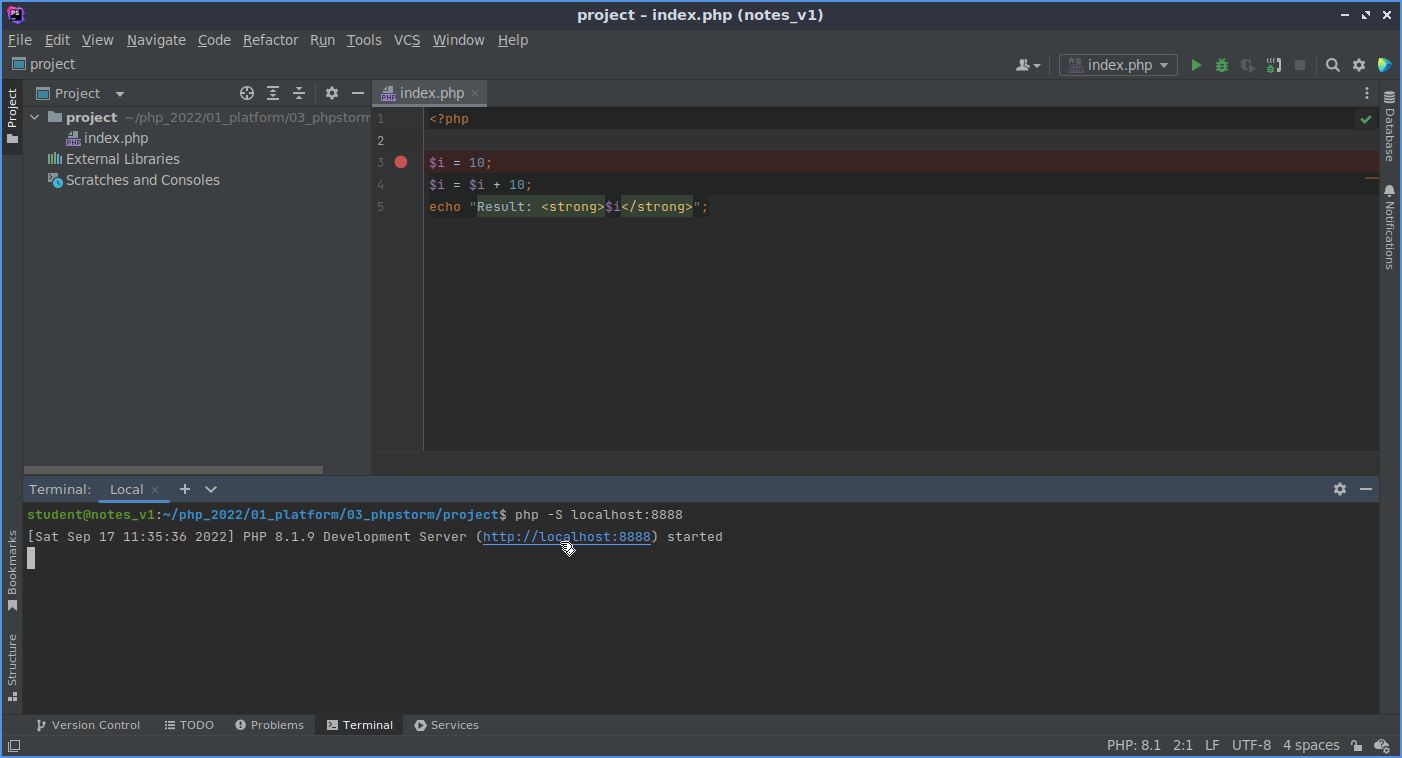 PS
project – index.php (notes_v1)
File Edit View Navigate Code Refactor Run Tools VCS Window Help
project
index.php
Project
Project
project ~/php_2022/01_platform/03_phpstorm
index.php
External Libraries
Scratches and Consoles
index.php
1 <?php
2
3 $i = 10;
4 $i = $i + 10;
5 echo "Result: <strong>$i</strong>";
Database
Notifications
Terminal: Local
student@notes_v1:~/php_2022/01_platform/03_phpstorm/project$ php -S localhost:8888
[Sat Sep 17 11:35:36 2022] PHP 8.1.9 Development Server (http://localhost:8888) started
Bookmarks
Structure
Version Control TODO Problems Terminal Services
PHP: 8.1 2:1 LF UTF-8 4 spaces